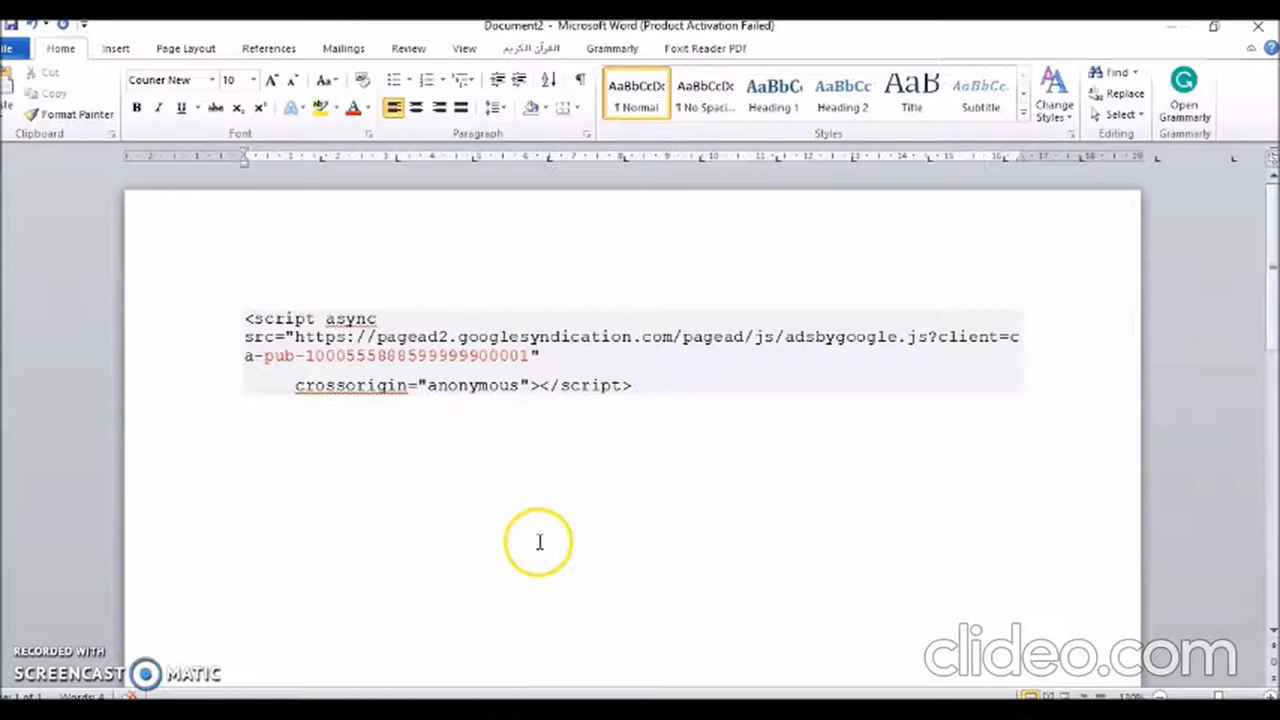 Document2 - Microsoft Word (Product Activation Failed)
Home Insert Page Layout References Mailings Review View القرآن الكريم Grammarly Foxit Reader PDF
Cut
Copy
Format Painter
Clipboard
Courier New 10
Font
Paragraph
AaBbCcDc AaBbCcDc AaBbC AaBbCc AaB AaBbCc.
¶ Normal ¶ No Spaci... Heading 1 Heading 2 Title Subtitle
Styles
Change
Styles
Find
Replace
Select
Editing
Open
Grammarly
Grammarly
<script async
src="https://pagead2.googlesyndication.com/pagead/js/adsbygoogle.js?client=c
a-pub-1000555888599999900001"
crossorigin="anonymous"></script>
RECORDED WITH
SCREENCAST MATIC
clideo.com
Words: 4
130%